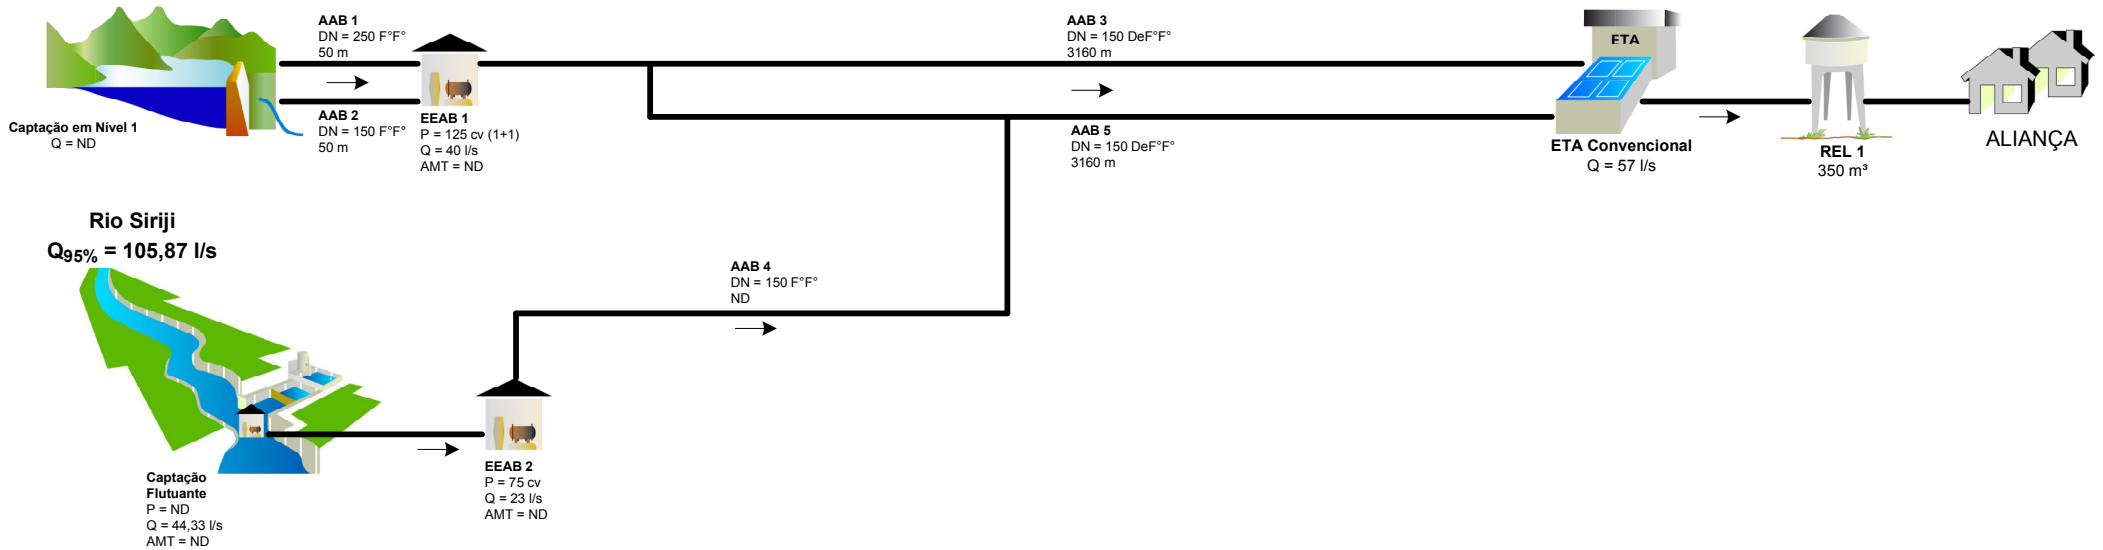 AAB 1
DN = 250 F°F°
50 m
AAB 2
DN = 150 F°F°
50 m
Captação em Nível 1
Q = ND
EEAB 1
P = 125 cv (1+1)
Q = 40 l/s
AMT = ND
AAB 3
DN = 150 DeF°F°
3160 m
AAB 5
DN = 150 DeF°F°
3160 m
ETA
ETA Convencional
Q = 57 l/s
REL 1
350 m³
ALIANÇA
Rio Siriji
Q95% = 105,87 l/s
AAB 4
DN = 150 F°F°
ND
Captação
Flutuante
P = ND
Q = 44,33 l/s
AMT = ND
EEAB 2
P = 75 cv
Q = 23 l/s
AMT = ND